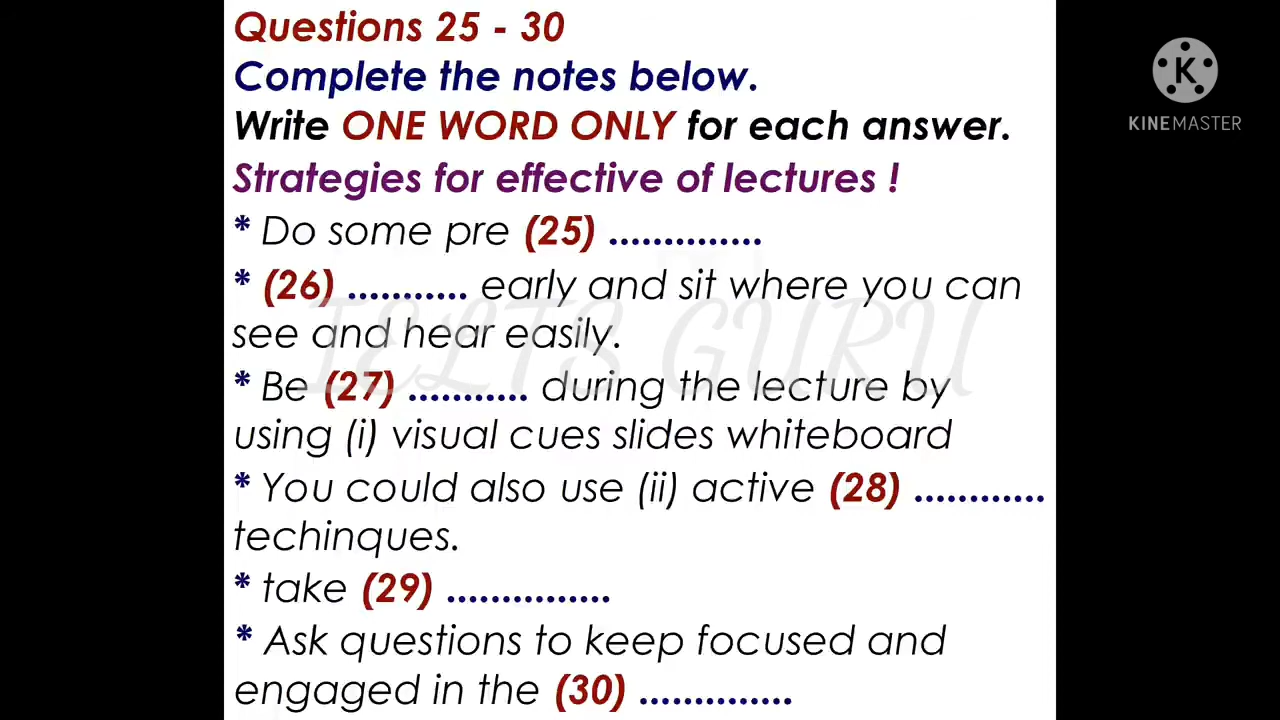 Questions 25 - 30
Complete the notes below.
Write ONE WORD ONLY for each answer.
Strategies for effective of lectures !
* Do some pre (25) ..............
* (26) ........... early and sit where you can
see and hear easily.
* Be (27) ........... during the lecture by
using (i) visual cues slides whiteboard
* You could also use (ii) active (28) ............
techinques.
* take (29) ...............
* Ask questions to keep focused and
engaged in the (30) ..............
IELTS GURU
K
KINEMASTER